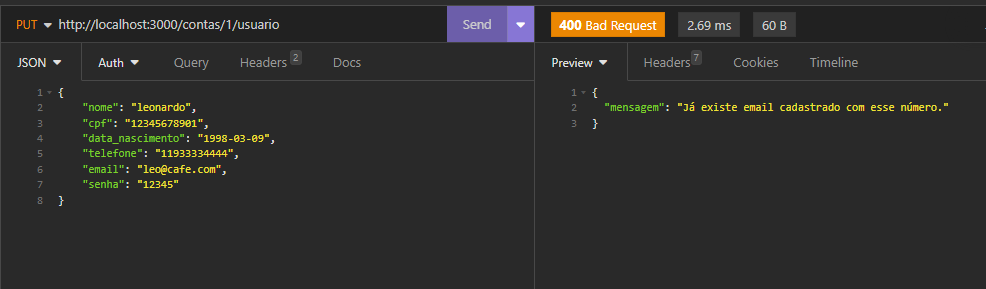 PUT http://localhost:3000/contas/1/usuario Send
400 Bad Request 2.69 ms 60 B
JSON Auth Query Headers 2 Docs
Preview Headers 7 Cookies Timeline
1 {
2 "nome": "leonardo",
3 "cpf": "12345678901",
4 "data_nascimento": "1998-03-09",
5 "telefone": "11933334444",
6 "email": "leo@cafe.com",
7 "senha": "12345"
8 }
1 {
2 "mensagem": "Já existe email cadastrado com esse número."
3 }